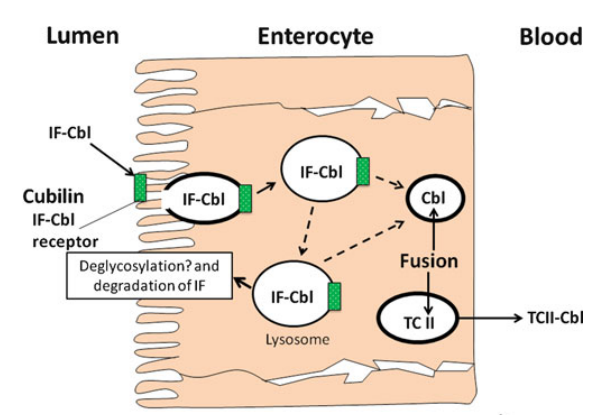 Lumen
Enterocyte
Blood
IF-Cbl
Cubilin
IF-Cbl
receptor
IF-Cbl
IF-Cbl
Cbl
Deglycosylation? and
degradation of IF
IF-Cbl
Lysosome
Fusion
TC II
TCII-Cbl